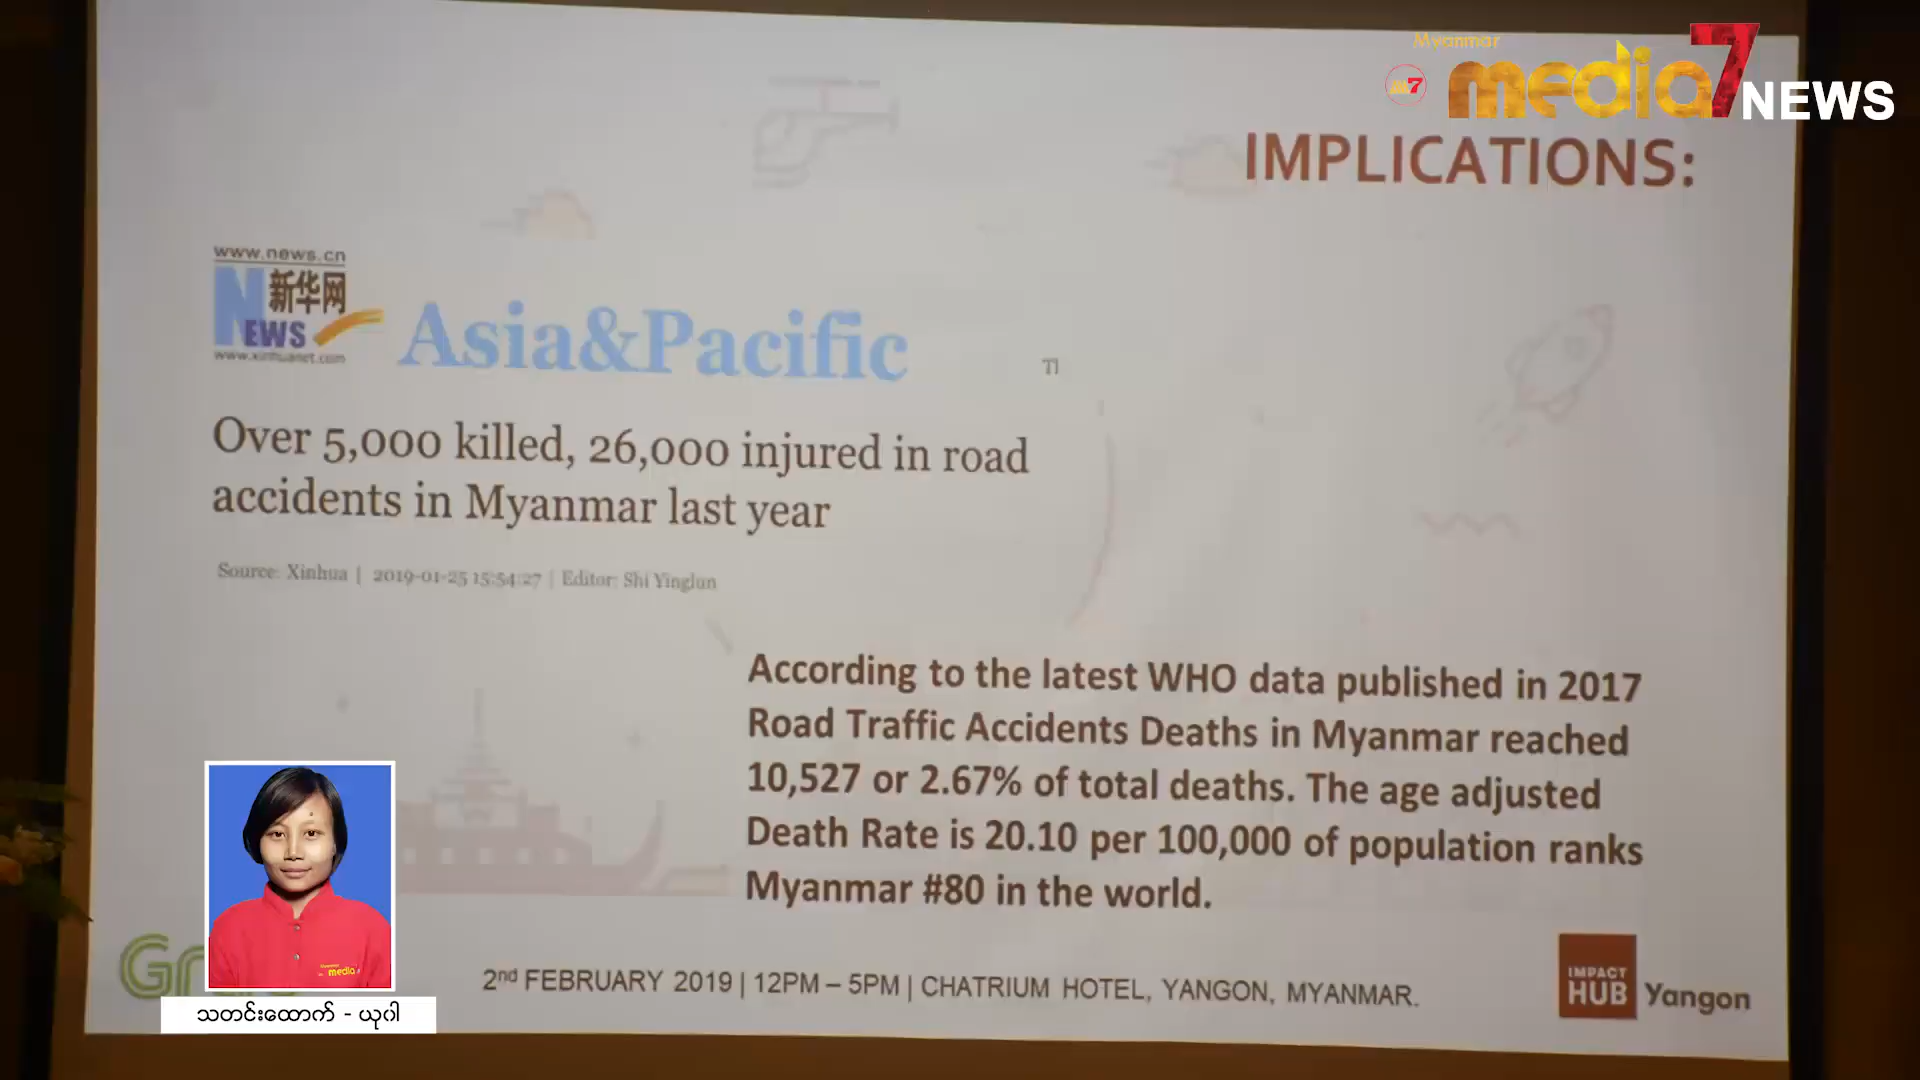 Myanmar
media7 NEWS
IMPLICATIONS:
www.news.cn
新华网
NEWS
www.xinhuanet.com
Asia&Pacific
Over 5,000 killed, 26,000 injured in road
accidents in Myanmar last year
Source: Xinhua | 2019-01-25 15:54:27 | Editor: Shi Yinglun
According to the latest WHO data published in 2017
Road Traffic Accidents Deaths in Myanmar reached
10,527 or 2.67% of total deaths. The age adjusted
Death Rate is 20.10 per 100,000 of population ranks
Myanmar #80 in the world.
media
2nd FEBRUARY 2019 | 12PM – 5PM | CHATRIUM HOTEL, YANGON, MYANMAR.
IMPACT
HUB Yangon
သတင်းထောက် - ယုဂါ